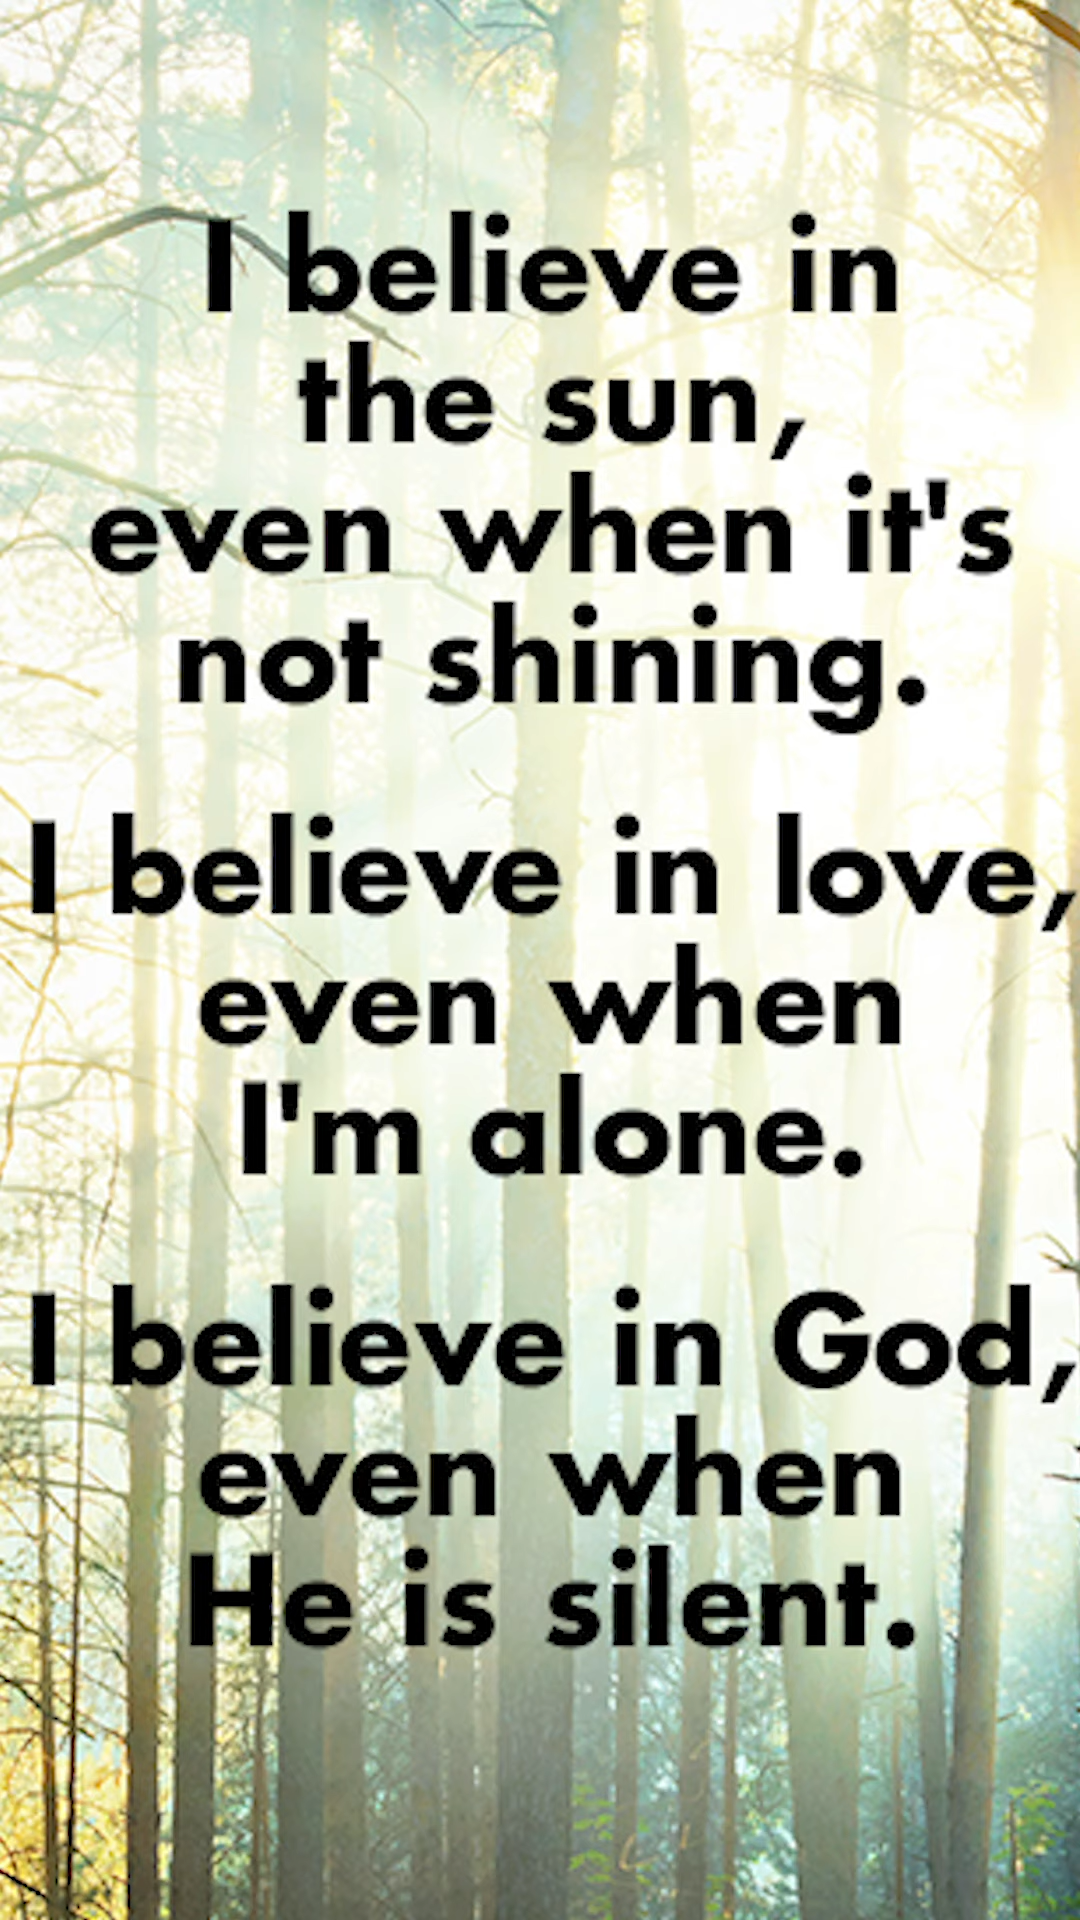 I believe in
the sun,
even when it's
not shining.
I believe in love,
even when
I'm alone.
I believe in God,
even when
He is silent.